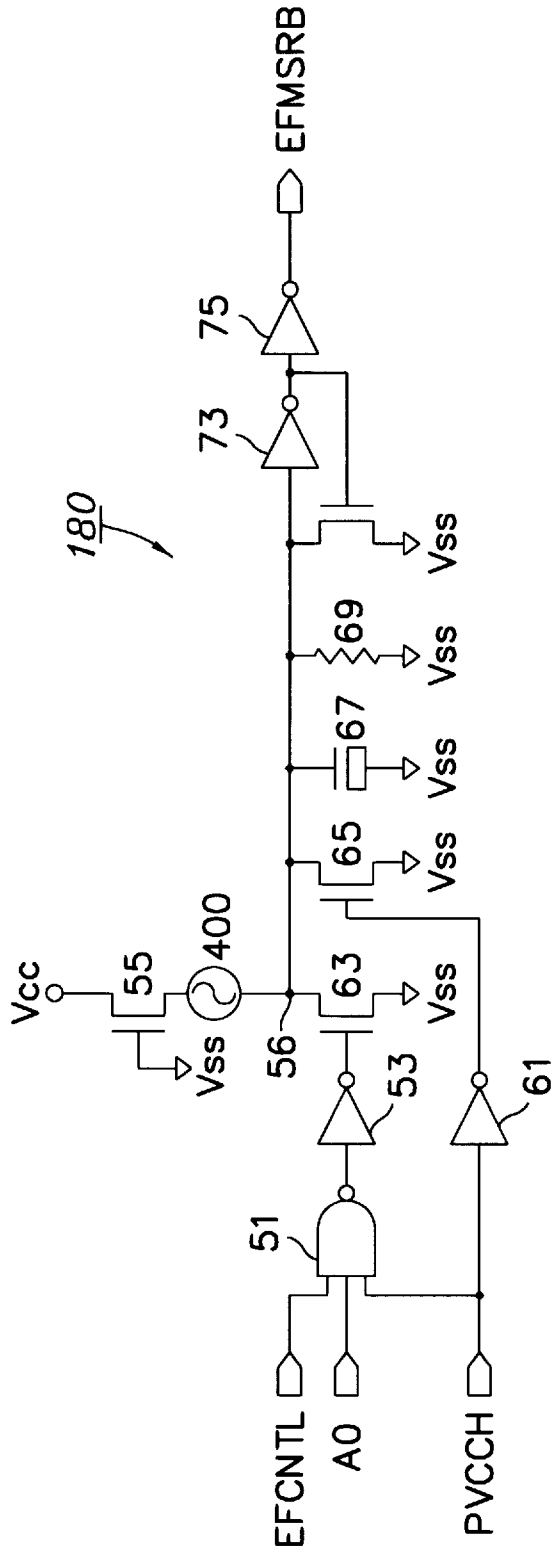 180
Vcc
55
Vss
400
56
73
75
EFMSRB
63
Vss
65
Vss
67
Vss
69
Vss
Vss
EFCNTL
A0
PVCCH
51
53
61